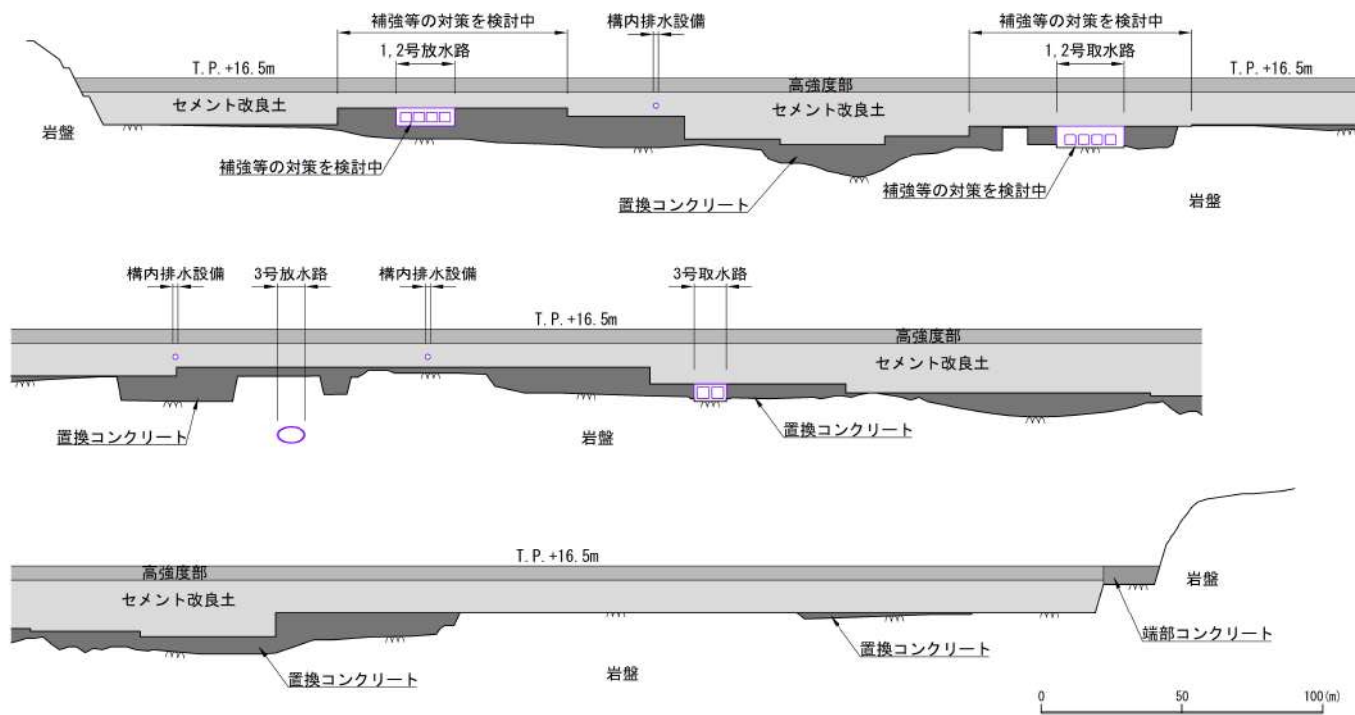 補強等の対策を検討中
構内排水設備
補強等の対策を検討中
1,2号放水路
1,2号取水路
T.P.+16.5m
高強度部
T.P.+16.5m
セメント改良土
セメント改良土
岩盤
補強等の対策を検討中
補強等の対策を検討中
置換コンクリート
岩盤
構内排水設備
3号放水路
構内排水設備
3号取水路
T.P.+16.5m
高強度部
セメント改良土
置換コンクリート
岩盤
置換コンクリート
T.P.+16.5m
高強度部
岩盤
セメント改良土
端部コンクリート
置換コンクリート
置換コンクリート
岩盤
0 50 100(m)